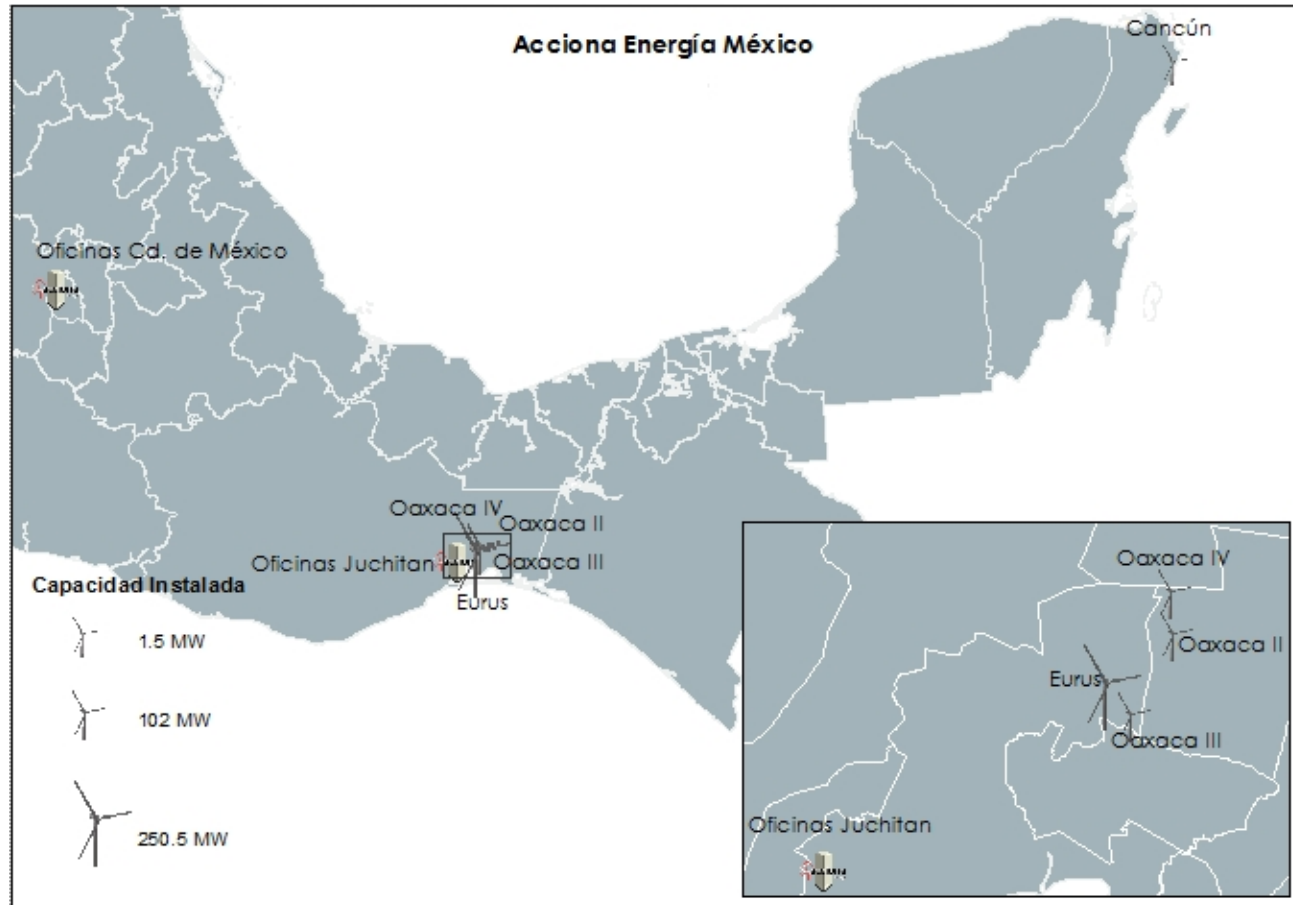 Acciona Energía México
Cancún
Oficinas Cd. de México
Oaxaca IV
Oaxaca II
Oficinas Juchitan
Oaxaca III
Eurus
Capacidad Instalada
1.5 MW
102 MW
250.5 MW
Oaxaca IV
Oaxaca II
Eurus
Oaxaca III
Oficinas Juchitan